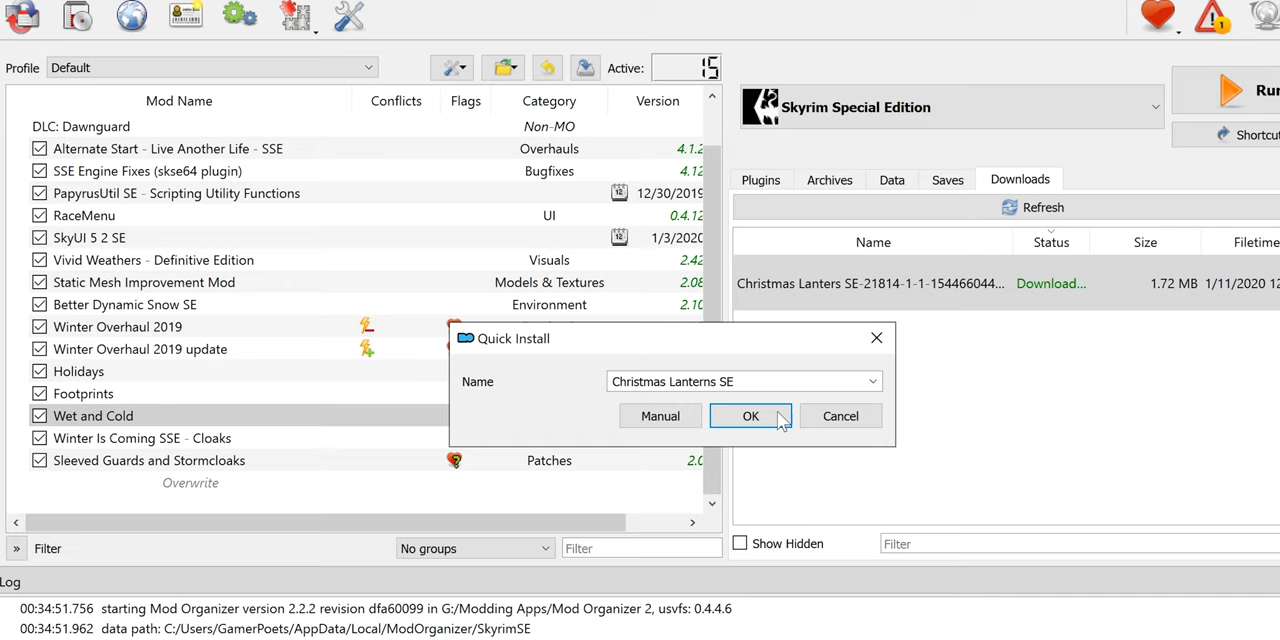 1
Profile Default Active: 15
Mod Name Conflicts Flags Category Version
DLC: Dawnguard Non-MO
Alternate Start - Live Another Life - SSE Overhauls 4.1.2
SSE Engine Fixes (skse64 plugin) Bugfixes 4.12
PapyrusUtil SE - Scripting Utility Functions 12 12/30/2019
RaceMenu UI 0.4.12
SkyUI 5 2 SE 12 1/3/2020
Vivid Weathers - Definitive Edition Visuals 2.42
Static Mesh Improvement Mod Models & Textures 2.08
Better Dynamic Snow SE Environment 2.10
Winter Overhaul 2019
Winter Overhaul 2019 update
Holidays
Footprints
Wet and Cold
Winter Is Coming SSE - Cloaks
Sleeved Guards and Stormcloaks Patches 2.0
Overwrite
» Filter No groups Filter
Skyrim Special Edition
Run
Shortcut
Plugins Archives Data Saves Downloads
Refresh
Name Status Size Filetime
Christmas Lanters SE-21814-1-1-154466044... Download... 1.72 MB 1/11/2020 12
Show Hidden Filter
Quick Install
Name Christmas Lanterns SE
Manual OK Cancel
Log
00:34:51.756 starting Mod Organizer version 2.2.2 revision dfa60099 in G:/Modding Apps/Mod Organizer 2, usvfs: 0.4.4.6
00:34:51.962 data path: C:/Users/GamerPoets/AppData/Local/ModOrganizer/SkyrimSE